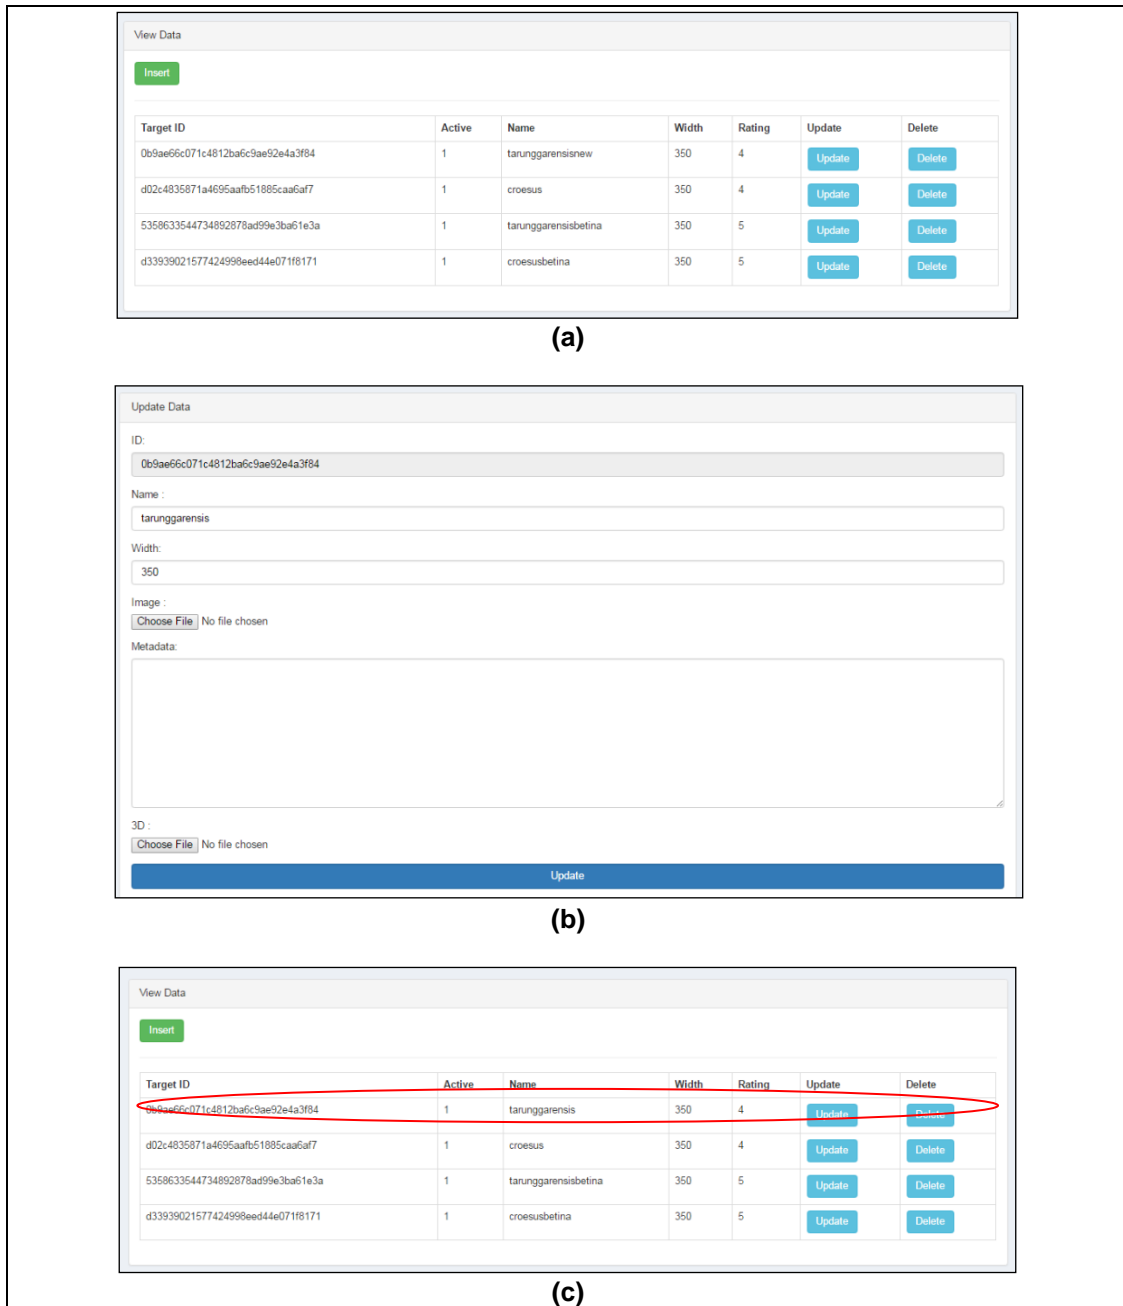 View Data
Insert
Target ID Active Name Width Rating Update Delete
0b9ae66c071c4812ba6c9ae92e4a3f84 1 tarunggarensisnew 350 4 Update Delete
d02c4835871a4695aafb51885caa6af7 1 croesus 350 4 Update Delete
5358633544734892878ad99e3ba61e3a 1 tarunggarensisbetina 350 5 Update Delete
d33939021577424998eed44e071f8171 1 croesusbetina 350 5 Update Delete
(a)
Update Data
ID:
0b9ae66c071c4812ba6c9ae92e4a3f84
Name :
tarunggarensis
Width:
350
Image :
Choose File No file chosen
Metadata:
3D :
Choose File No file chosen
Update
(b)
View Data
Insert
Target ID Active Name Width Rating Update Delete
0b9ae66c071c4812ba6c9ae92e4a3f84 1 tarunggarensis 350 4 Update Delete
d02c4835871a4695aafb51885caa6af7 1 croesus 350 4 Update Delete
5358633544734892878ad99e3ba61e3a 1 tarunggarensisbetina 350 5 Update Delete
d33939021577424998eed44e071f8171 1 croesusbetina 350 5 Update Delete
(c)